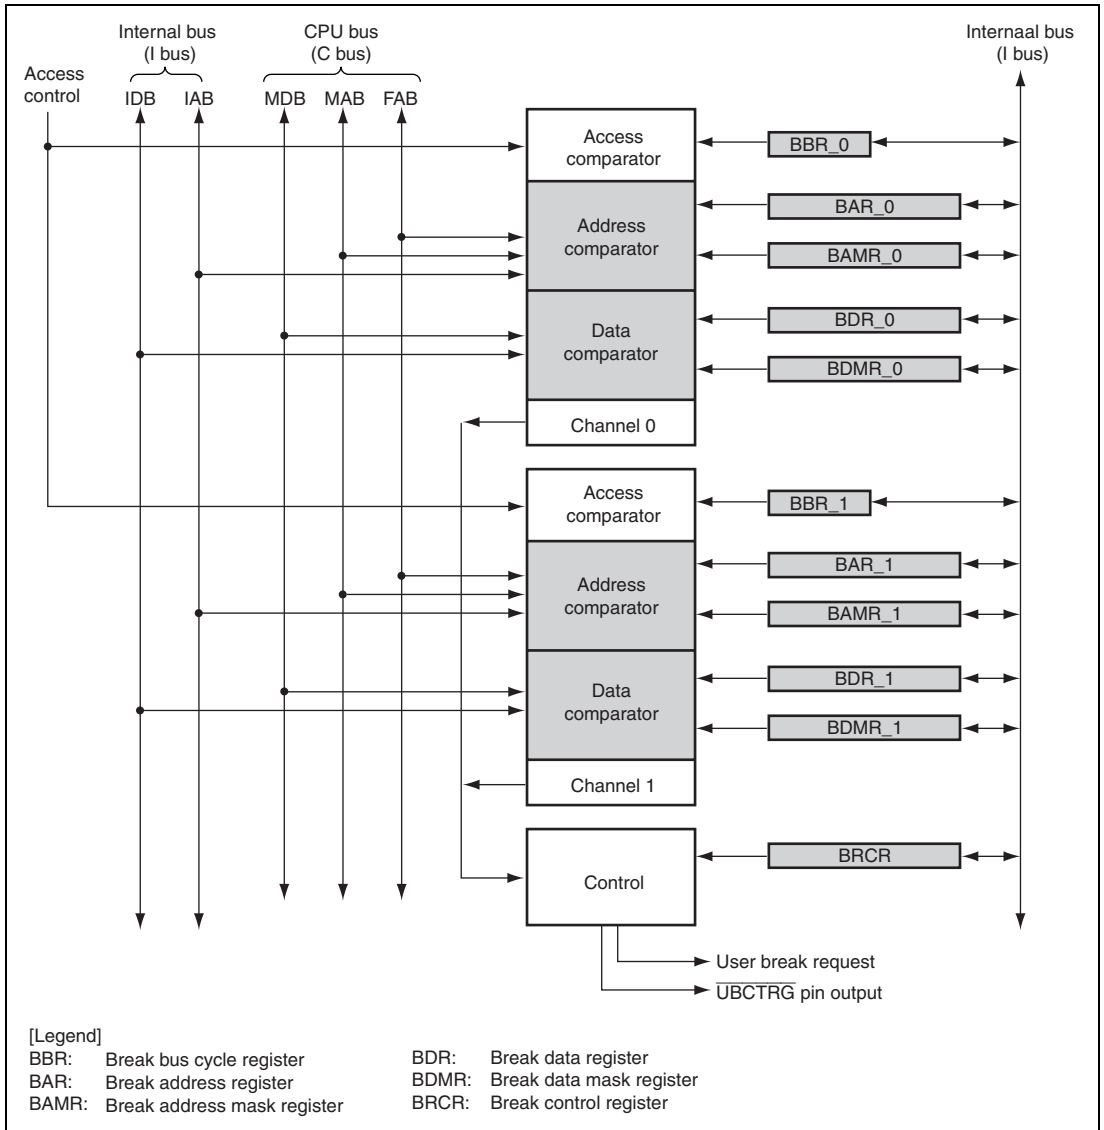 Internal bus
(I bus)
CPU bus
(C bus)
Internaal bus
(I bus)
Access
control
IDB IAB MDB MAB FAB
Access
comparator
BBR_0
Address
comparator
BAR_0
BAMR_0
Data
comparator
BDR_0
BDMR_0
Channel 0
Access
comparator
BBR_1
Address
comparator
BAR_1
BAMR_1
Data
comparator
BDR_1
BDMR_1
Channel 1
Control
BRCR
User break request
UBCTRG pin output
[Legend]
BBR: Break bus cycle register
BAR: Break address register
BAMR: Break address mask register
BDR: Break data register
BDMR: Break data mask register
BRCR: Break control register